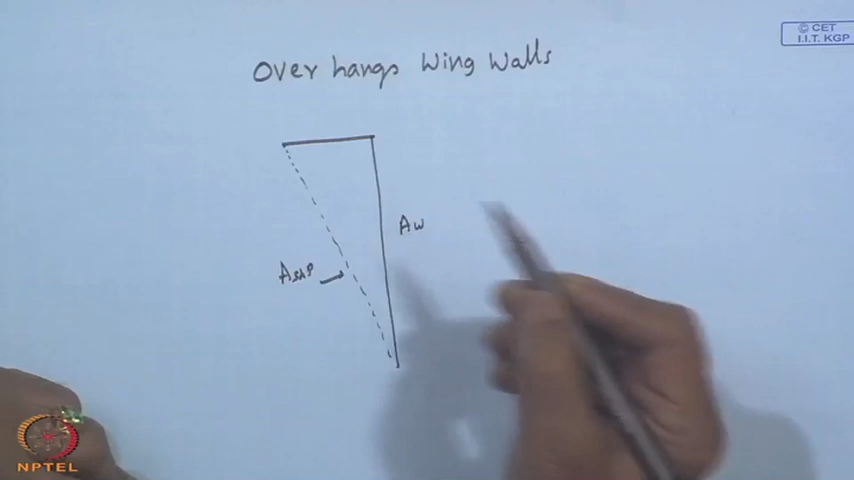 © CET
I.I.T. KGP
Over hangs Wing Walls
Aw
ASAP
NPTEL